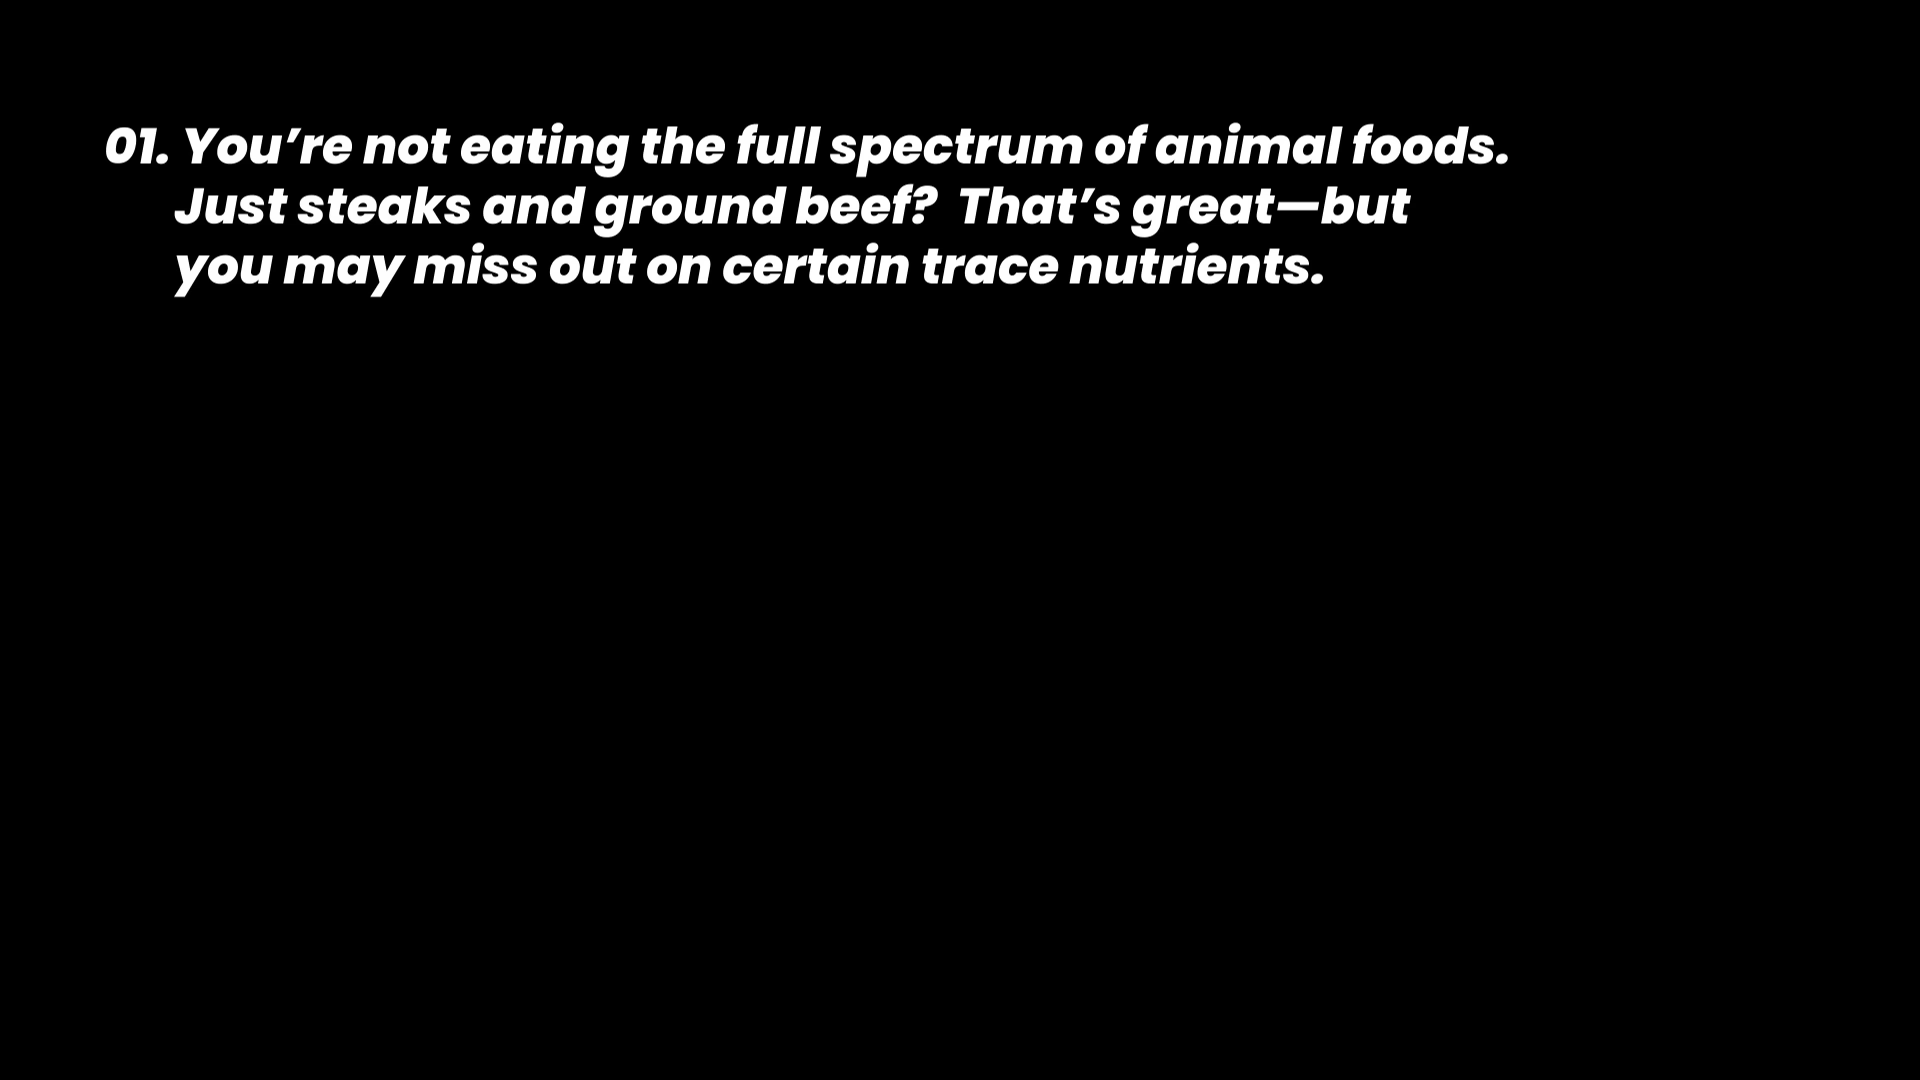 01. You’re not eating the full spectrum of animal foods.
Just steaks and ground beef?  That’s great—but
you may miss out on certain trace nutrients.